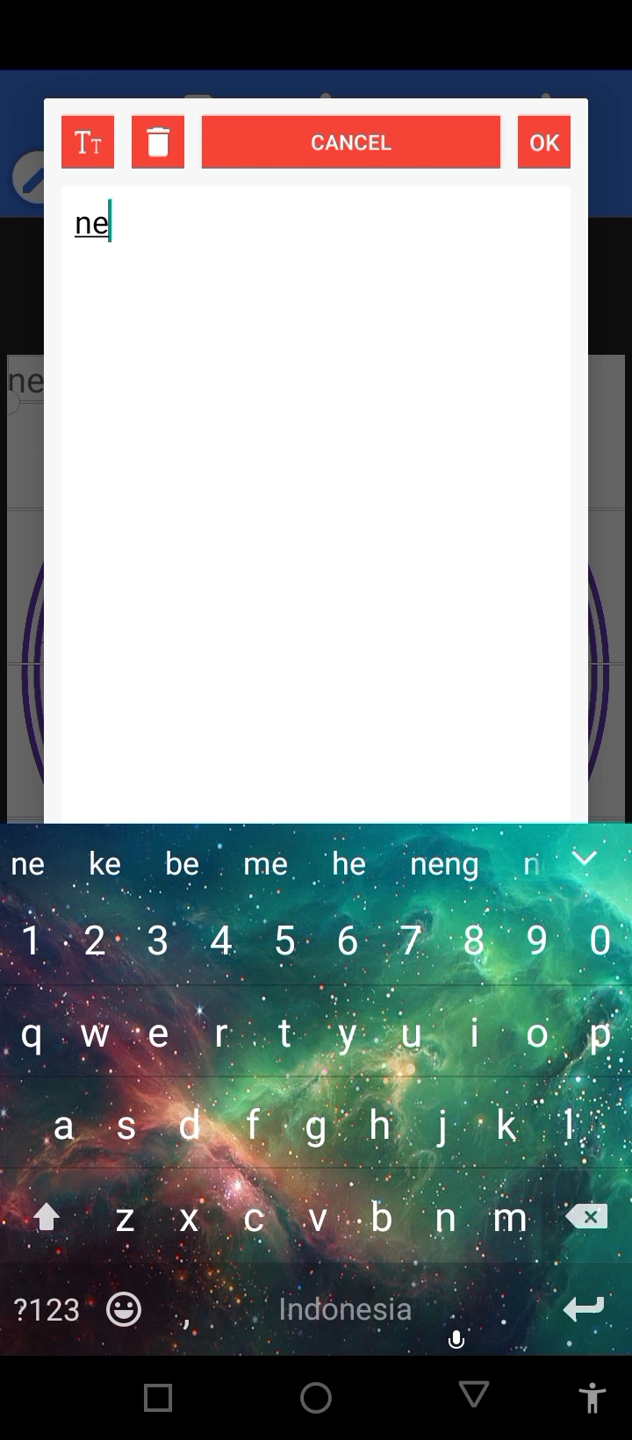 TT
CANCEL
OK
ne
ne
ne ke be me he neng n
1 2 3 4 5 6 7 8 9 0
q w e r t y u i o p
a s d f g h j k l
z x c v b n m
?123 , Indonesia